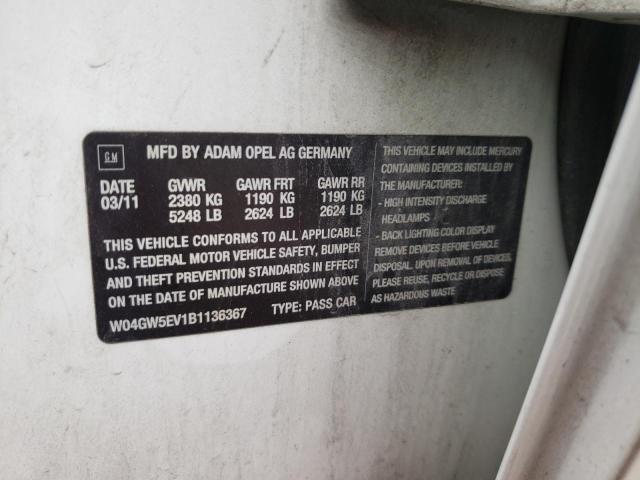 GM
MFD BY ADAM OPEL AG GERMANY
DATE GVWR GAWR FRT GAWR RR
03/11 2380 KG 1190 KG 1190 KG
5248 LB 2624 LB 2624 LB
THIS VEHICLE CONFORMS TO ALL APPLICABLE
U.S. FEDERAL MOTOR VEHICLE SAFETY, BUMPER
AND THEFT PREVENTION STANDARDS IN EFFECT
ON THE DATE OF MANUFACTURE SHOWN ABOVE
W04GW5EV1B1136367 TYPE: PASS CAR
THIS VEHICLE MAY INCLUDE MERCURY
CONTAINING DEVICES INSTALLED BY
THE MANUFACTURER:
- HIGH INTENSITY DISCHARGE
HEADLAMPS
- BACK LIGHTING COLOR DISPLAY
REMOVE DEVICES BEFORE VEHICLE
DISPOSAL. UPON REMOVAL OF DEVICES
PLEASE REUSE, RECYCLE OR DISPOSE
AS HAZARDOUS WASTE